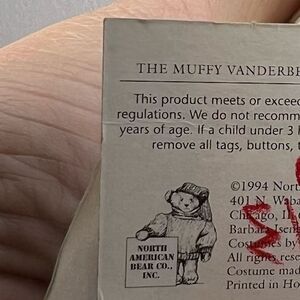 THE MUFFY VANDERBE
This product meets or exceed
regulations. We do not recomm
years of age. If a child under 3
remove all tags, buttons, t
©1994 Nort
401 N. Waba
Chicago, IL
Barbara Isen
Costumes by
All rights rese
Costume made
Printed in Ho
NORTH
AMERICAN
BEAR CO.,
INC.